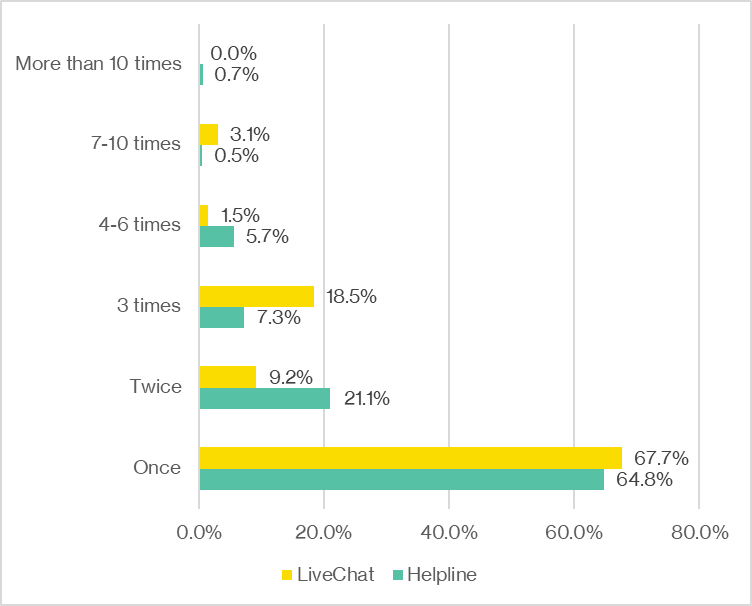 More than 10 times
0.0%
0.7%
7-10 times
3.1%
0.5%
4-6 times
1.5%
5.7%
3 times
18.5%
7.3%
Twice
9.2%
21.1%
Once
67.7%
64.8%
0.0% 20.0% 40.0% 60.0% 80.0%
LiveChat Helpline